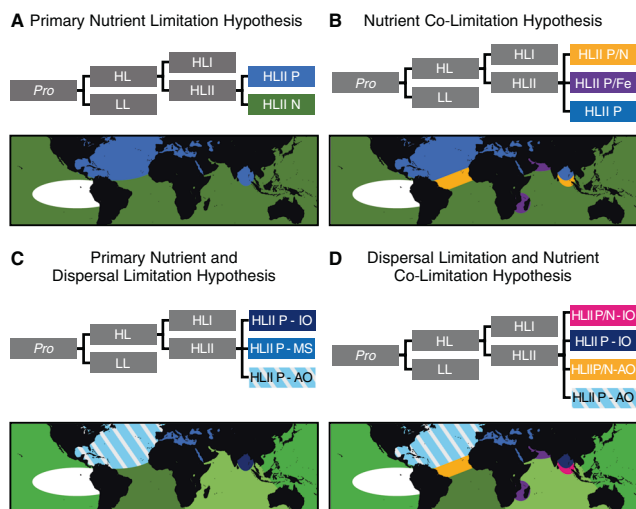 A Primary Nutrient Limitation Hypothesis
Pro
HL
LL
HLI
HLII
HLII P
HLII N
B Nutrient Co-Limitation Hypothesis
Pro
HL
LL
HLI
HLII
HLII P/N
HLII P/Fe
HLII P
C Primary Nutrient and
Dispersal Limitation Hypothesis
Pro
HL
LL
HLI
HLII
HLII P - IO
HLII P - MS
HLII P - AO
D Dispersal Limitation and Nutrient
Co-Limitation Hypothesis
Pro
HL
LL
HLI
HLII
HLII P/N - IO
HLII P - IO
HLII P/N - AO
HLII P - AO